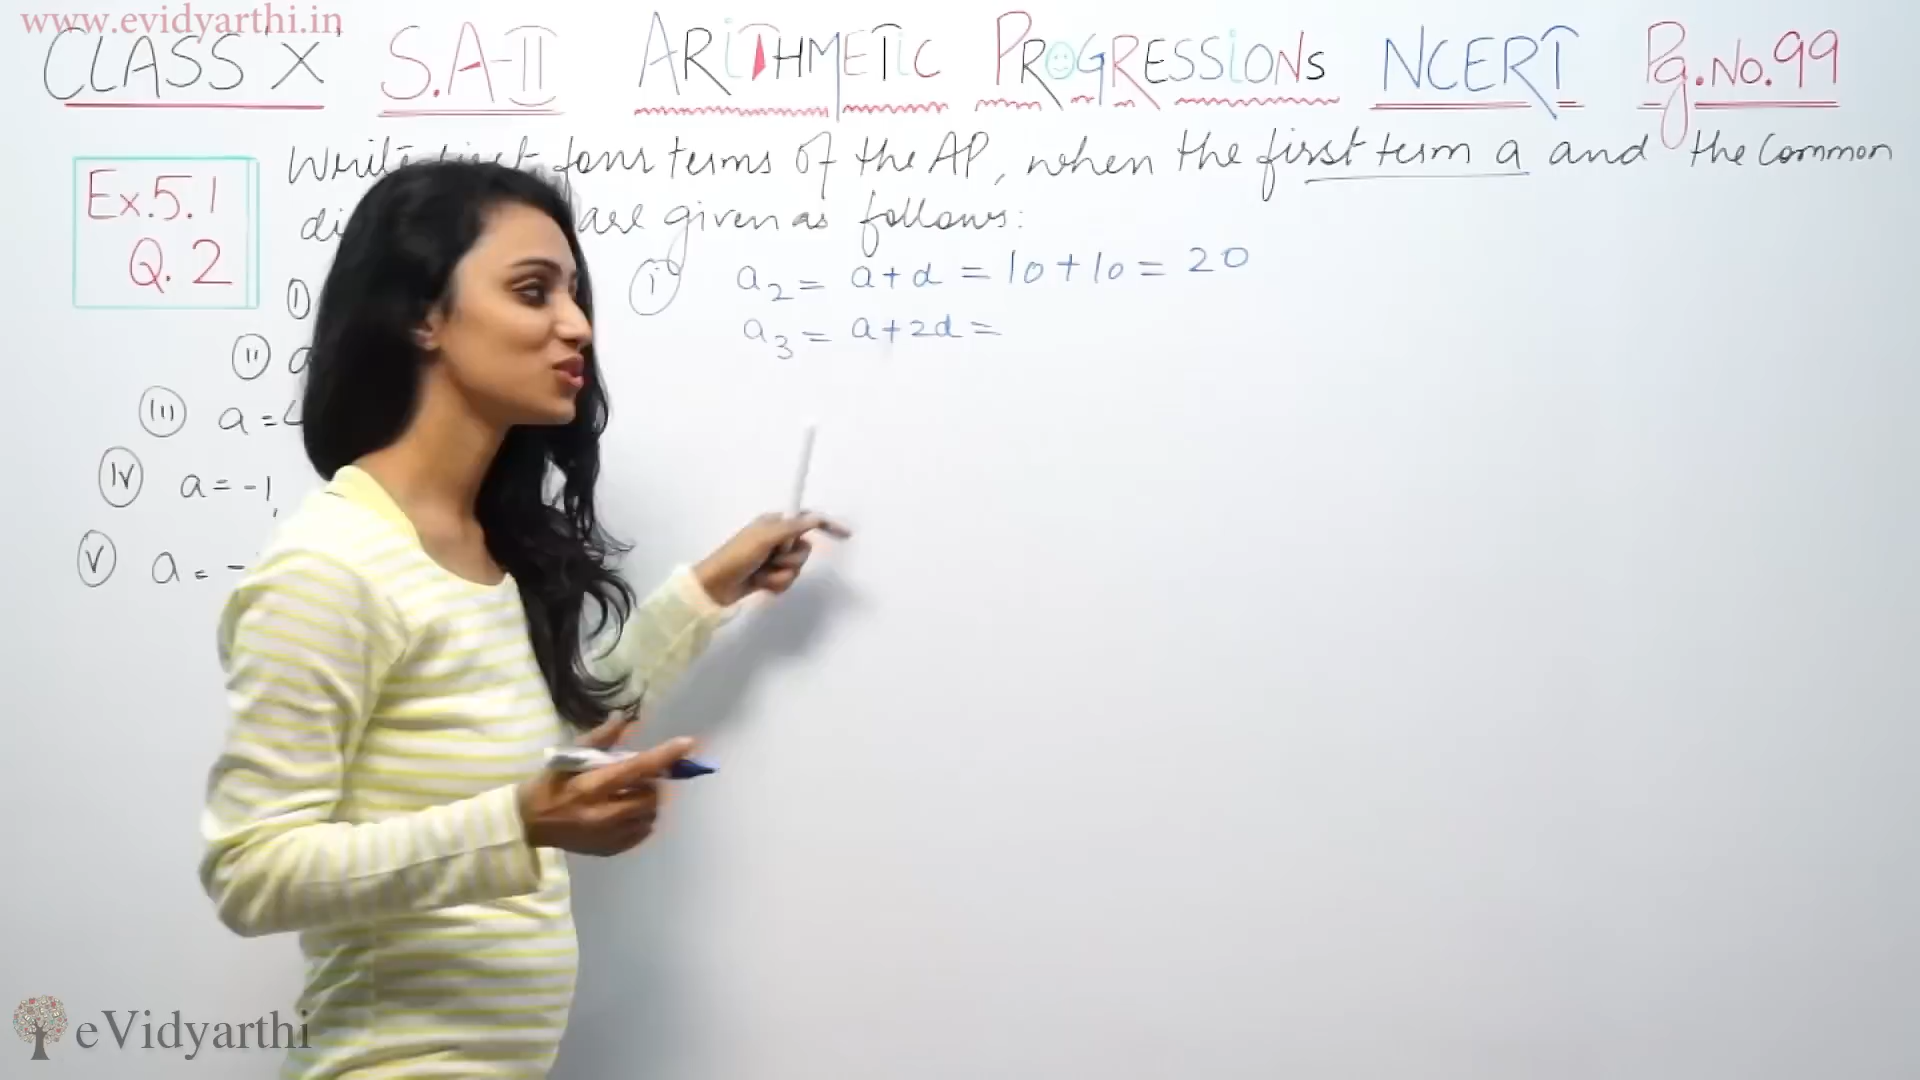 www.evidyarthi.in
CLASS 'X' S.A-II ARITHMETIC PROGRESSIONS NCERT Pg.No.99
Ex.5.1
Q.2
Write first four terms of the AP, when the first term a and the common
are given as follows:
(i) (i) a2 = a+d = 10+10 = 20
a3 = a+2d =
(ii) a
(iii) a=4
(iv) a=-1,
(v) a=-
eVidyarthi